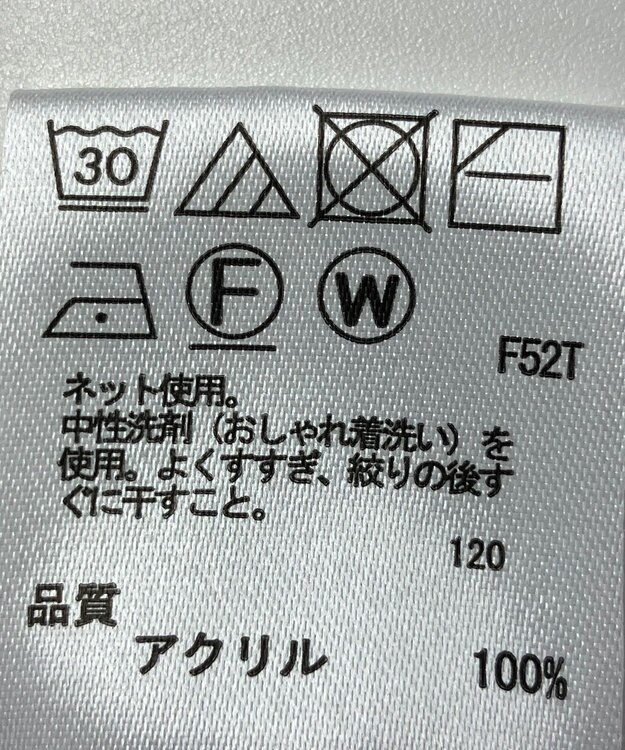 30
F W
F52T
ネット使用。
中性洗剤（おしゃれ着洗い）を
使用。よくすすぎ、絞りの後す
ぐに干すこと。
120
品質
アクリル 100%